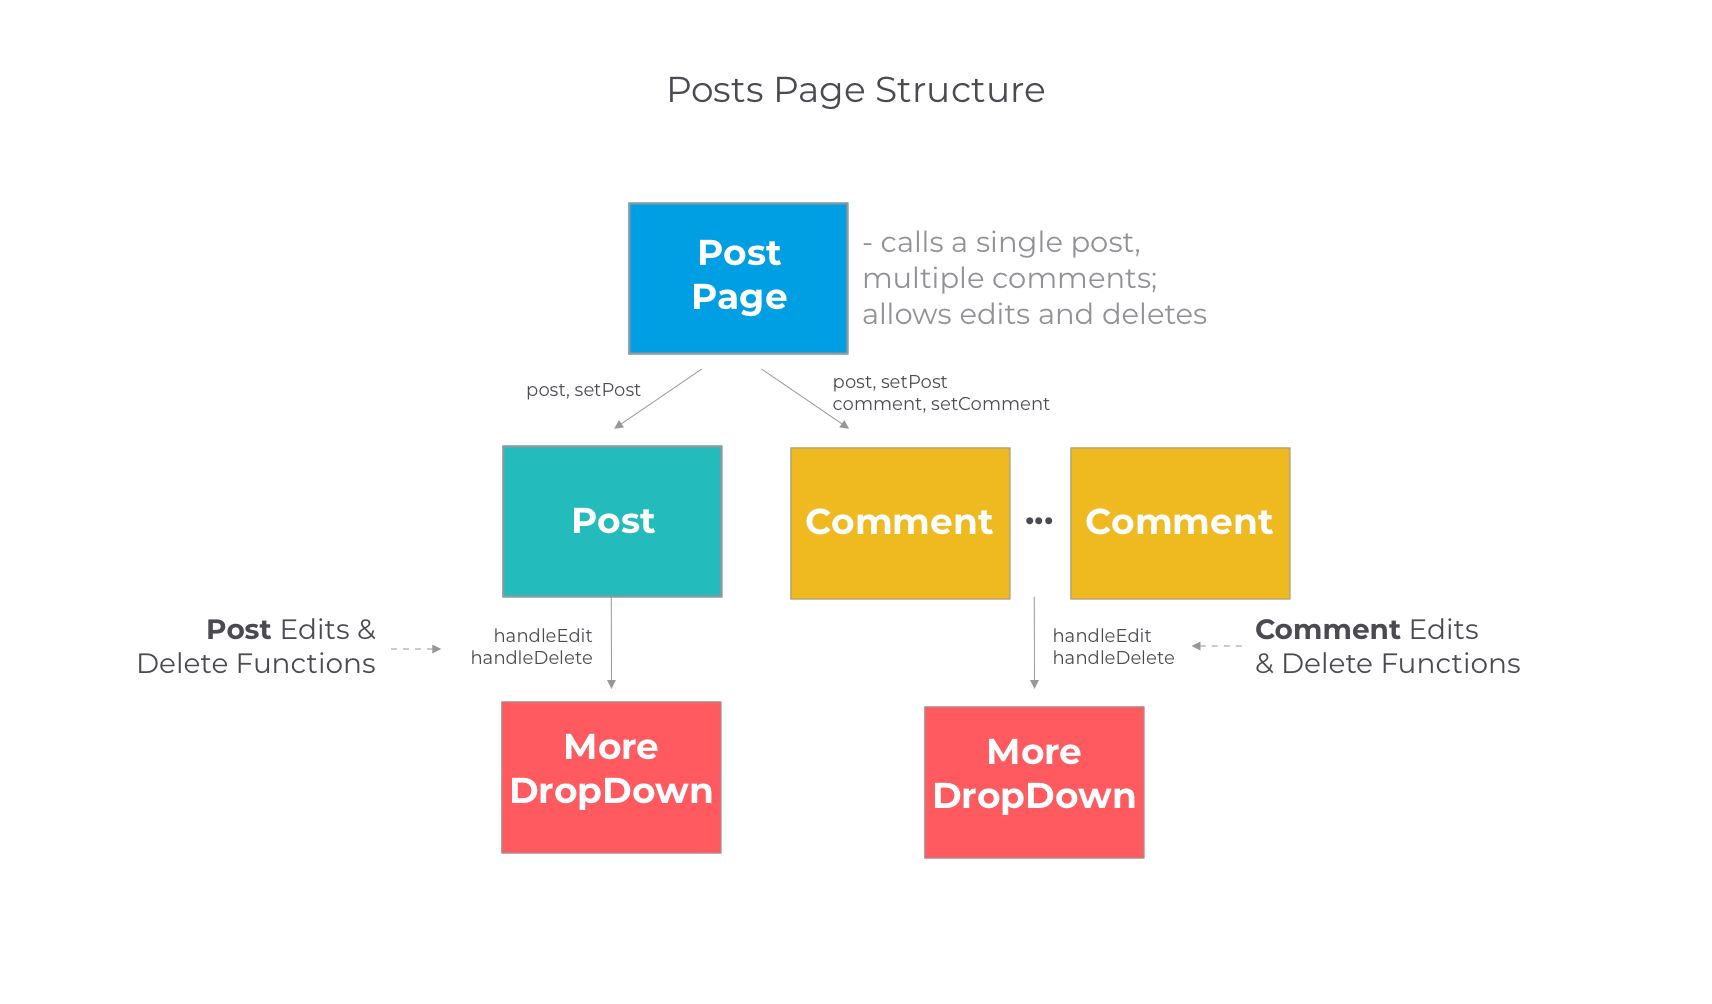 Posts Page Structure
Post
Page
- calls a single post,
multiple comments;
allows edits and deletes
post, setPost
post, setPost
comment, setComment
Post
Comment
•••
Comment
Post Edits &
Delete Functions
handleEdit
handleDelete
handleEdit
handleDelete
Comment Edits
& Delete Functions
More
DropDown
More
DropDown